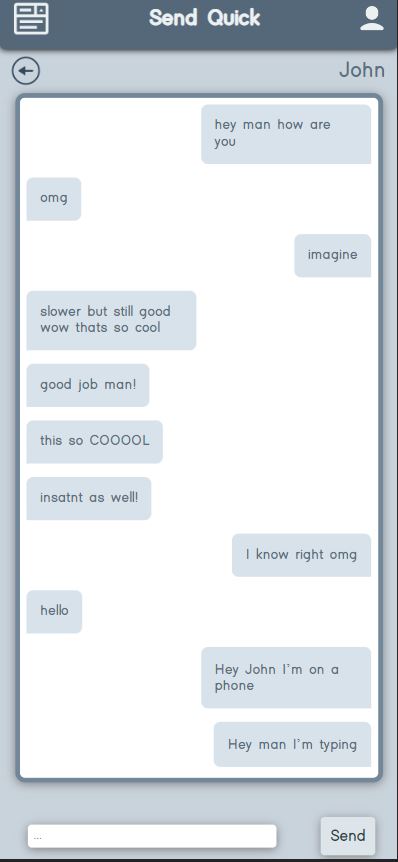 Send Quick
John
hey man how are
you
omg
imagine
slower but still good
wow thats so cool
good job man!
this so COOOOL
insatnt as well!
I know right omg
hello
Hey John I'm on a
phone
Hey man I'm typing
...
Send